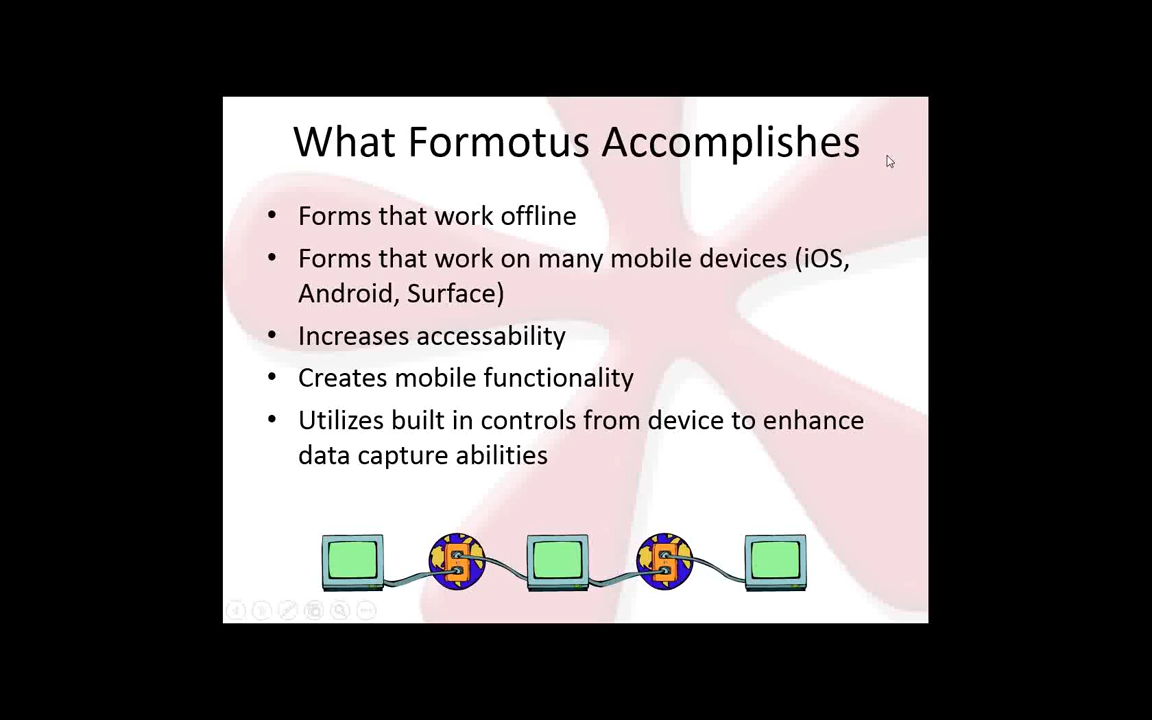 What Formotus Accomplishes
• Forms that work offline
• Forms that work on many mobile devices (iOS,
Android, Surface)
• Increases accessability
• Creates mobile functionality
• Utilizes built in controls from device to enhance
data capture abilities